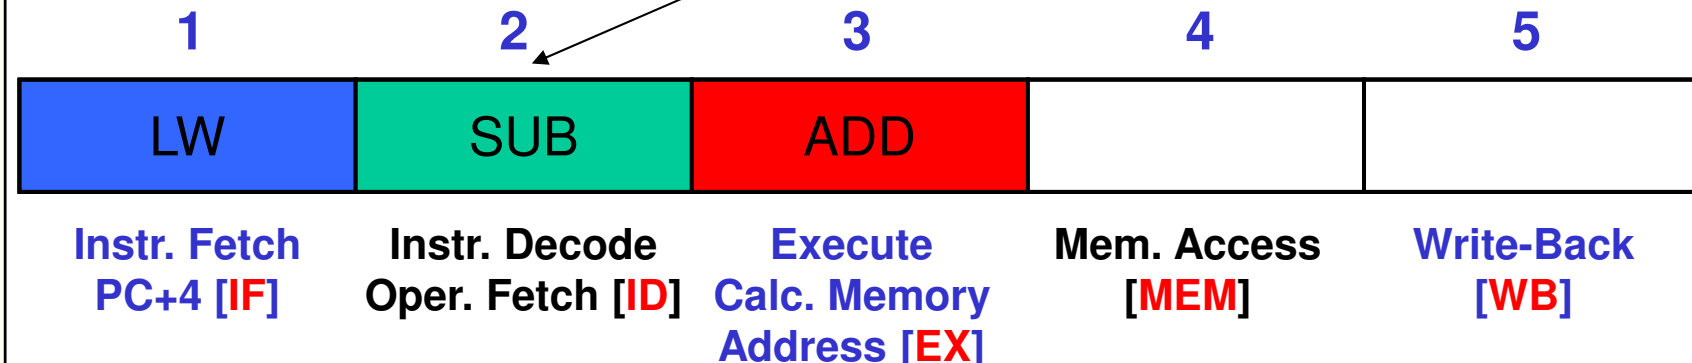 1 2 3 4 5
LW SUB ADD
Instr. Fetch Instr. Decode Execute Mem. Access Write-Back
PC+4 [IF] Oper. Fetch [ID] Calc. Memory [MEM] [WB]
Address [EX]